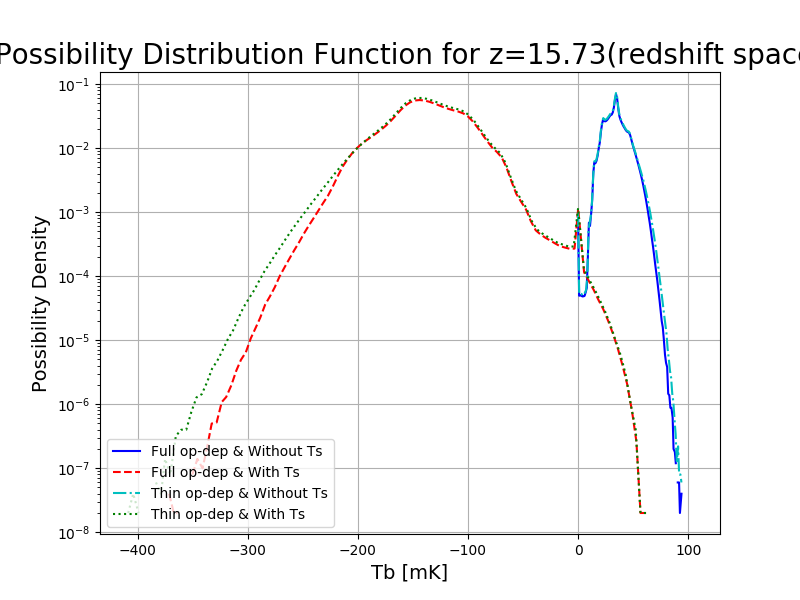 Possibility Distribution Function for z=15.73(redshift spac
Possibility Density
10⁻¹
10⁻²
10⁻³
10⁻⁴
10⁻⁵
10⁻⁶
10⁻⁷
10⁻⁸
Full op-dep & Without Ts
Full op-dep & With Ts
Thin op-dep & Without Ts
Thin op-dep & With Ts
−400 −300 −200 −100 0 100
Tb [mK]